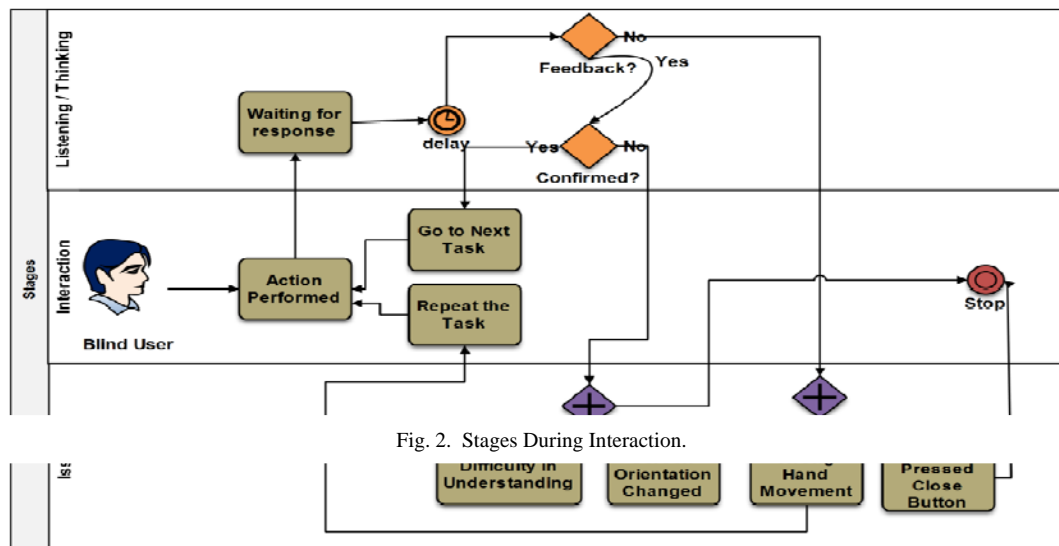 Stages
Listening / Thinking
No
Feedback?
Yes
Waiting for
response
delay
Yes
No
Confirmed?
Interaction
Go to Next
Task
Action
Performed
Repeat the
Task
Stop
Blind User
Fig. 2. Stages During Interaction.
Difficulty in
Understanding
Orientation
Changed
Hand
Movement
Pressed
Close
Button